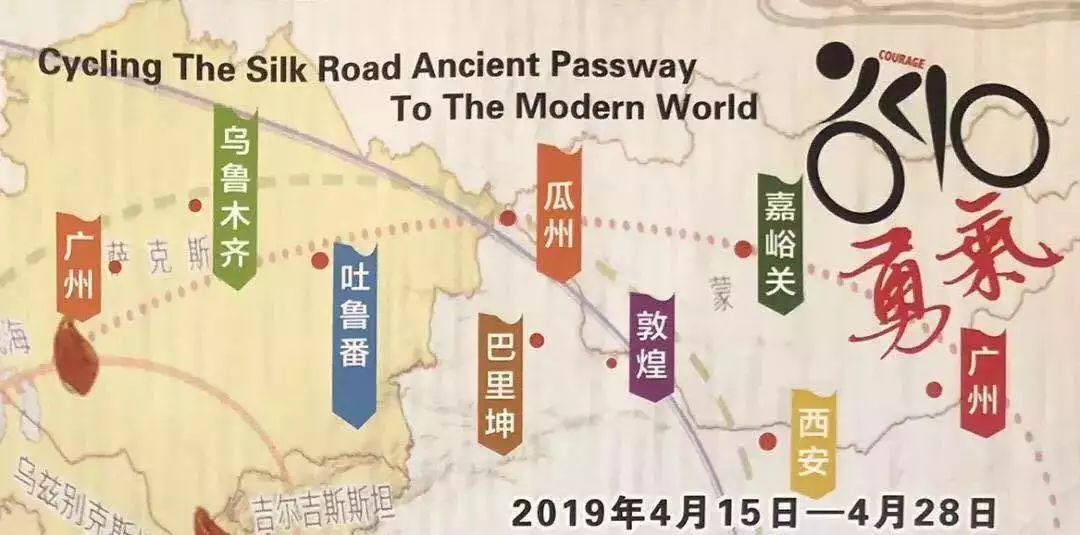 Cycling The Silk Road Ancient Passway
To The Modern World
COURAGE
勇氣
广州
乌鲁木齐
吐鲁番
瓜州
巴里坤
敦煌
嘉峪关
西安
广州
萨克斯
蒙
海
乌兹别克斯
吉尔吉斯斯坦
2019年4月15日—4月28日